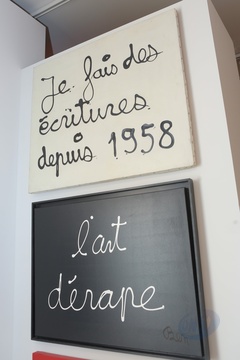 Je fais des
écritures
depuis 1958
l'art
dérape